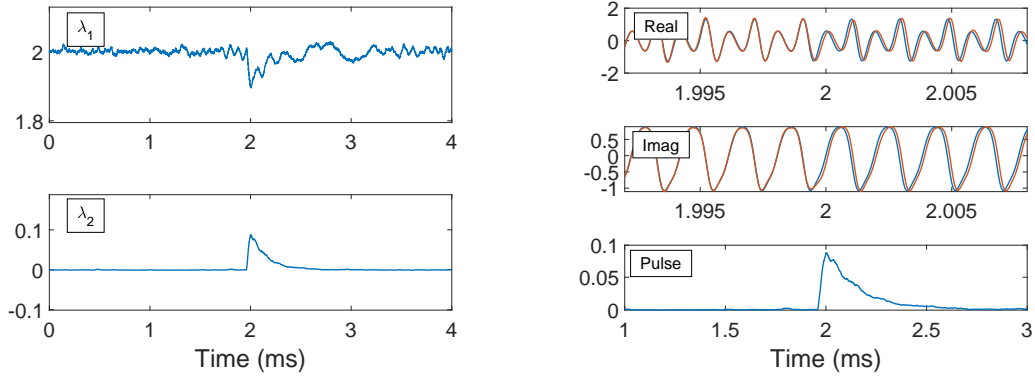 λ1
2
1.8
0 1 2 3 4
λ2
0.1
0
-0.1
0 1 2 3 4
Time (ms)
Real
2
0
-2
1.995 2 2.005
Imag
0.5
-0.5
-1
1.995 2 2.005
Pulse
0.1
0.05
0
1 1.5 2 2.5 3
Time (ms)